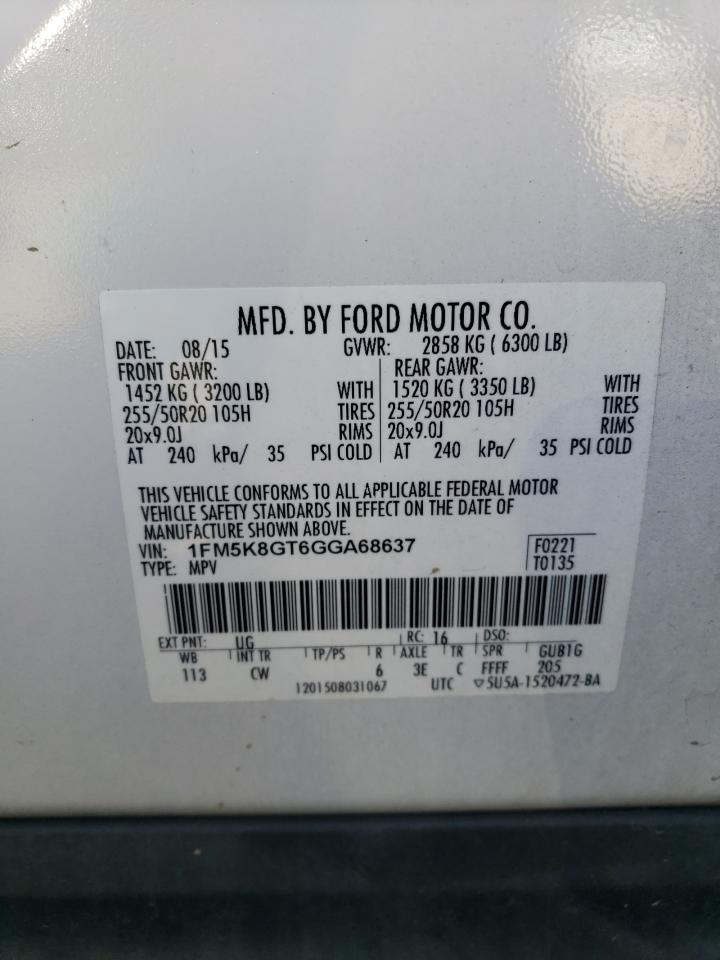 MFD. BY FORD MOTOR CO.
DATE: 08/15 GVWR: 2858 KG ( 6300 LB)
FRONT GAWR: REAR GAWR:
1452 KG ( 3200 LB) WITH 1520 KG ( 3350 LB) WITH
255/50R20 105H TIRES 255/50R20 105H TIRES
20x9.0J RIMS 20x9.0J RIMS
AT 240 kPa/ 35 PSI COLD AT 240 kPa/ 35 PSI COLD
THIS VEHICLE CONFORMS TO ALL APPLICABLE FEDERAL MOTOR
VEHICLE SAFETY STANDARDS IN EFFECT ON THE DATE OF
MANUFACTURE SHOWN ABOVE.
VIN: 1FM5K8GT6GGA68637 F0221
TYPE: MPV T0135
EXT PNT: UG RC: 16 DSO:
WB INT TR TP/PS R AXLE TR SPR GUB1G
113 CW 6 3E C FFFF 205
1201508031067 UTC ▽5U5A-1520472-BA